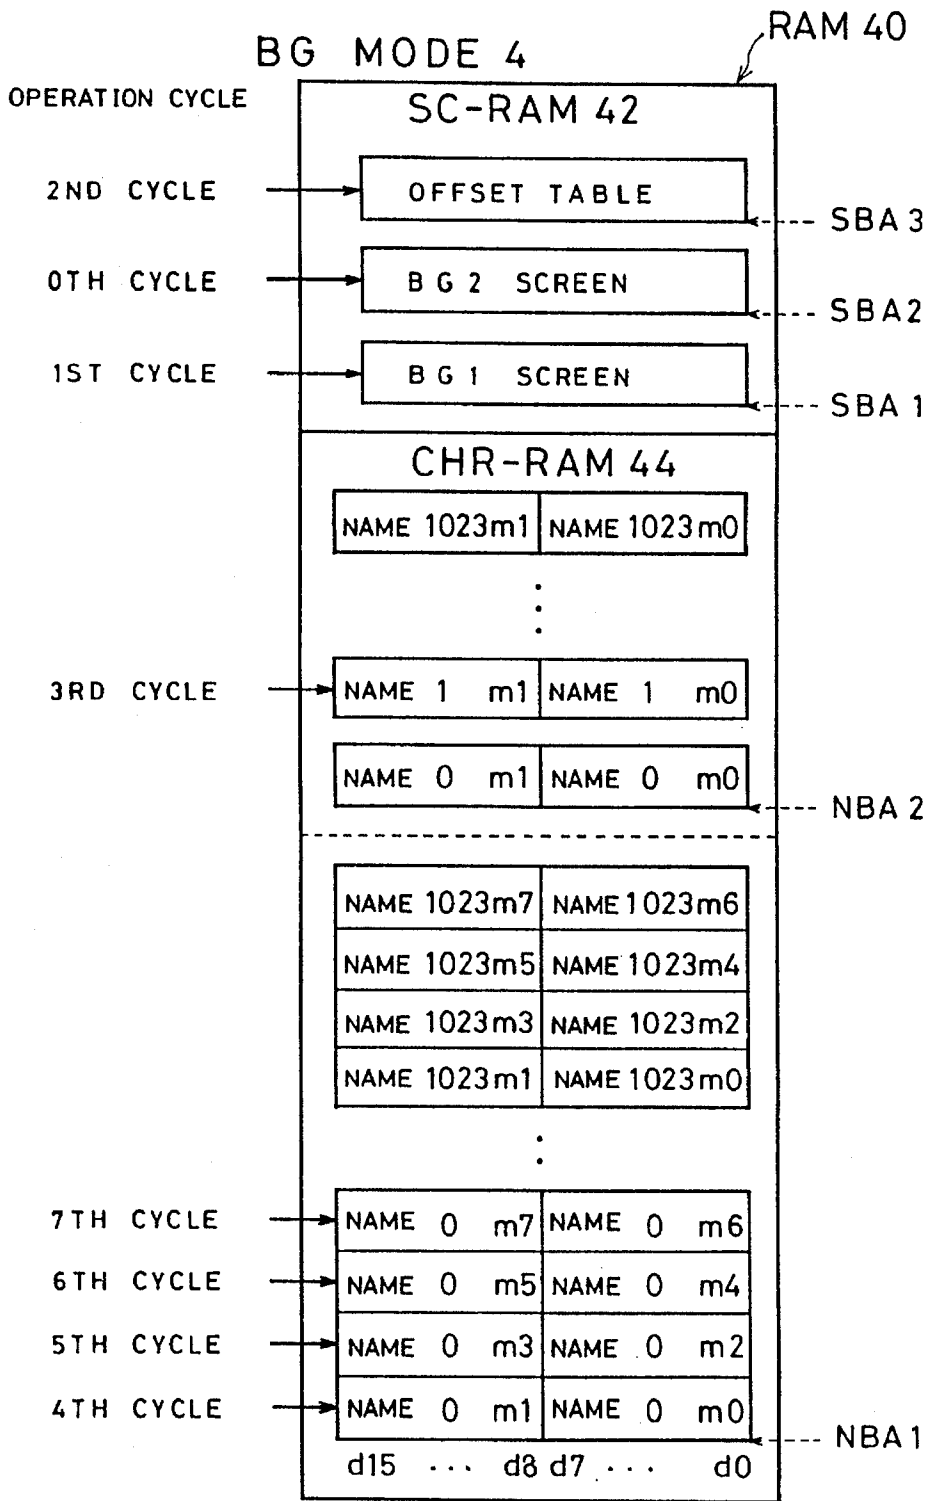 RAM 40
BG MODE 4
OPERATION CYCLE
SC-RAM 42
2ND CYCLE OFFSET TABLE SBA 3
0TH CYCLE BG2 SCREEN SBA2
1ST CYCLE BG1 SCREEN SBA 1
CHR-RAM 44
NAME 1023m1 NAME 1023m0
3RD CYCLE NAME 1 m1 NAME 1 m0
NAME 0 m1 NAME 0 m0 NBA 2
NAME 1023m7 NAME 1023m6
NAME 1023m5 NAME 1023m4
NAME 1023m3 NAME 1023m2
NAME 1023m1 NAME 1023m0
7TH CYCLE NAME 0 m7 NAME 0 m6
6TH CYCLE NAME 0 m5 NAME 0 m4
5TH CYCLE NAME 0 m3 NAME 0 m2
4TH CYCLE NAME 0 m1 NAME 0 m0 NBA 1
d15 ... d8 d7 ... d0